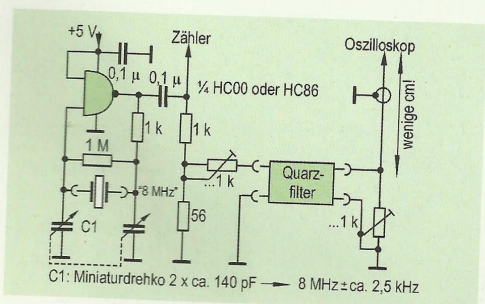 +5 V
Zähler
Oszilloskop
0,1 µ
0,1 µ
¼ HC00 oder HC86
wenige cm!
1 k
1 k
1 M
...1 k
Quarz-
filter
"8 MHz"
C1
56
...1 k
C1: Miniaturdrehko 2 x ca. 140 pF → 8 MHz ± ca. 2,5 kHz